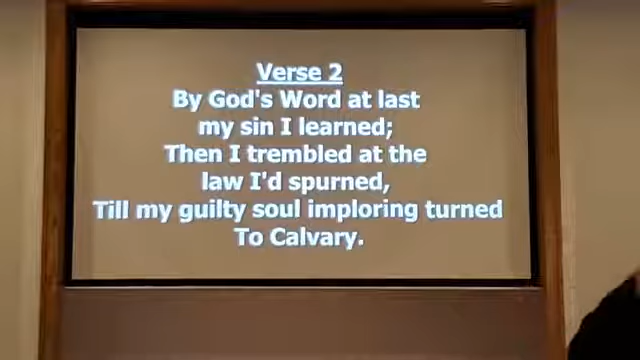 Verse 2
By God's Word at last
my sin I learned;
Then I trembled at the
law I'd spurned,
Till my guilty soul imploring turned
To Calvary.